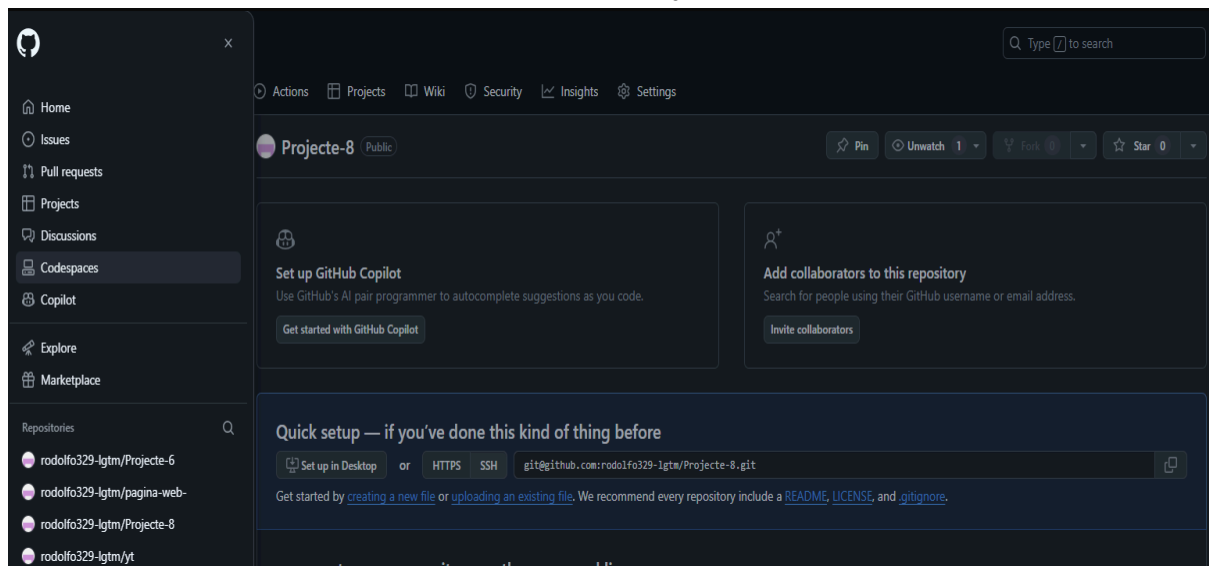 Type / to search
Home
Issues
Pull requests
Projects
Discussions
Codespaces
Copilot
Explore
Marketplace
Repositories
rodolfo329-lgtm/Projecte-6
rodolfo329-lgtm/pagina-web-
rodolfo329-lgtm/Projecte-8
rodolfo329-lgtm/yt
Actions Projects Wiki Security Insights Settings
Projecte-8 Public
Pin Unwatch 1 Fork 0 Star 0
Set up GitHub Copilot
Use GitHub's AI pair programmer to autocomplete suggestions as you code.
Get started with GitHub Copilot
Add collaborators to this repository
Search for people using their GitHub username or email address.
Invite collaborators
Quick setup — if you've done this kind of thing before
Set up in Desktop or HTTPS SSH git@github.com:rodolfo329-lgtm/Projecte-8.git
Get started by creating a new file or uploading an existing file. We recommend every repository include a README, LICENSE, and .gitignore.